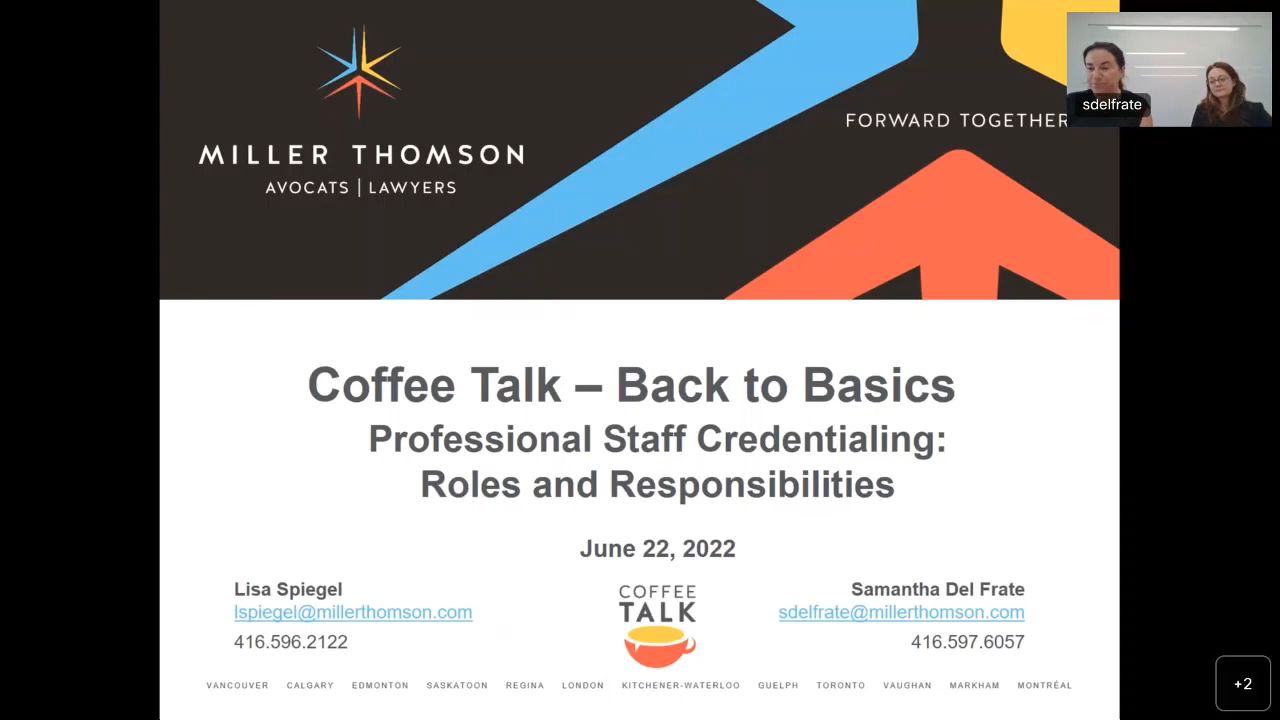 MILLER THOMSON
AVOCATS | LAWYERS
FORWARD TOGETHER
sdelfrate
Coffee Talk – Back to Basics
Professional Staff Credentialing:
Roles and Responsibilities
June 22, 2022
Lisa Spiegel
lspiegel@millerthomson.com
416.596.2122
COFFEE
TALK
Samantha Del Frate
sdelfrate@millerthomson.com
416.597.6057
VANCOUVER CALGARY EDMONTON SASKATOON REGINA LONDON KITCHENER-WATERLOO GUELPH TORONTO VAUGHAN MARKHAM MONTRÉAL
+2